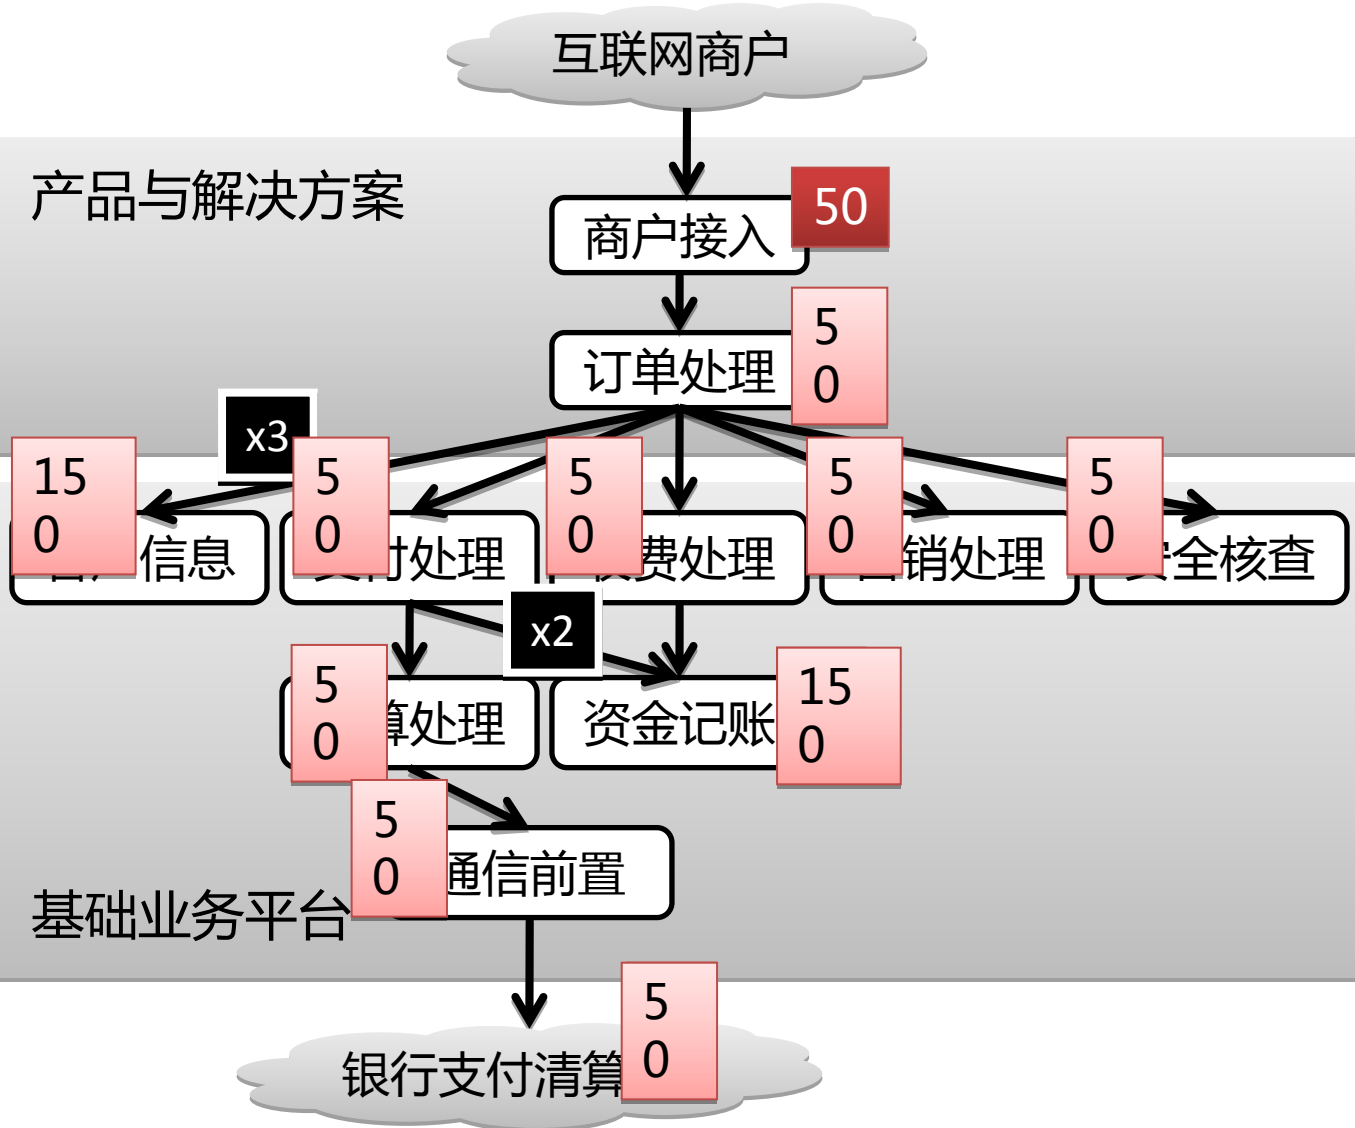 互联网商户
产品与解决方案
商户接入
50
订单处理
5
0
x3
15
0
信息
5
0
付处理
5
0
费处理
5
0
销处理
5
0
全核查
x2
5
0
算处理
资金记账
15
0
5
0
通信前置
基础业务平台
银行支付清算
5
0